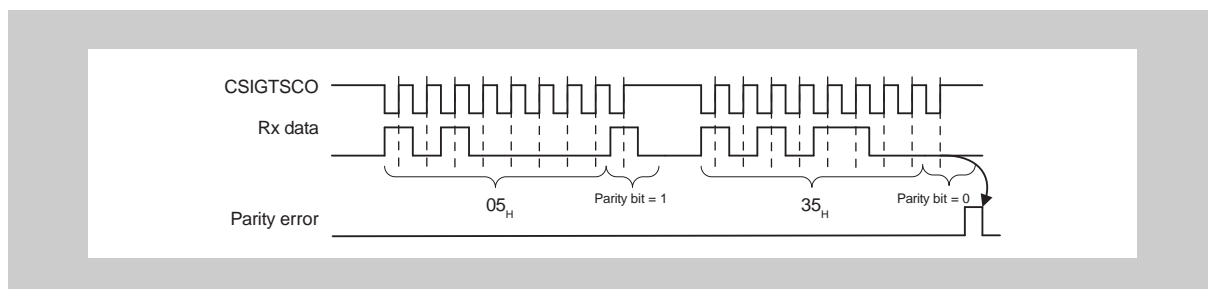 CSIGTSCO
Rx data
05H
Parity bit = 1
35H
Parity bit = 0
Parity error